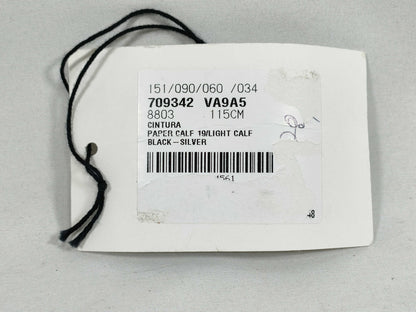 151/090/060 /034
709342 VA9A5
8803 115CM
CINTURA
PAPER CALF 19/LIGHT CALF
BLACK-SILVER